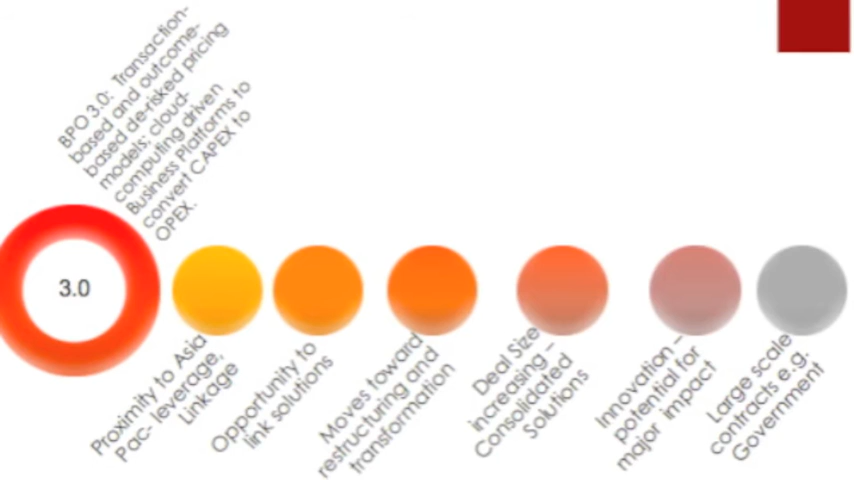 BPO 3.0: Transaction-
based and outcome-
based de-risked pricing
models; cloud-
computing driven
Business Platforms to
convert CAPEX to
OPEX.
3.0
Proximity to Asia
Pac- leverage,
Linkage
Opportunity to
link solutions
Moves toward
restructuring and
transformation
Deal Size
increasing –
Consolidated
Solutions
Innovation –
potential for
major impact
Large scale
contracts e.g.
Government